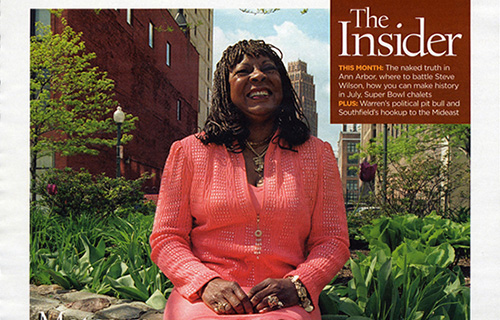 The
Insider
THIS MONTH: The naked truth in
Ann Arbor, where to battle Steve
Wilson, how you can make history
in July, Super Bowl chalets
PLUS: Warren's political pit bull and
Southfield's hookup to the Mideast